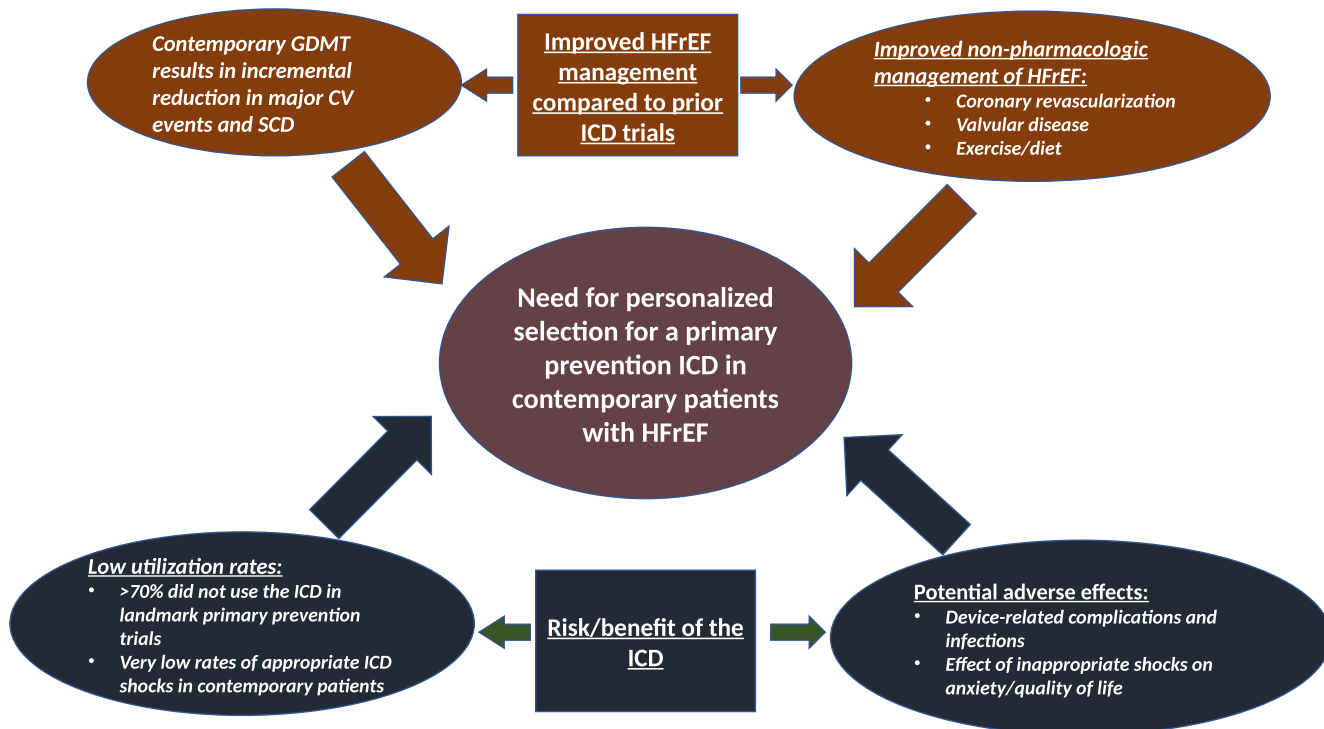 Contemporary GDMT
results in incremental
reduction in major CV
events and SCD
Improved HFrEF
management
compared to prior
ICD trials
Improved non-pharmacologic
management of HFrEF:
• Coronary revascularization
• Valvular disease
• Exercise/diet
Need for personalized
selection for a primary
prevention ICD in
contemporary patients
with HFrEF
Low utilization rates:
• >70% did not use the ICD in
landmark primary prevention
trials
• Very low rates of appropriate ICD
shocks in contemporary patients
Risk/benefit of the
ICD
Potential adverse effects:
• Device-related complications and
infections
• Effect of inappropriate shocks on
anxiety/quality of life